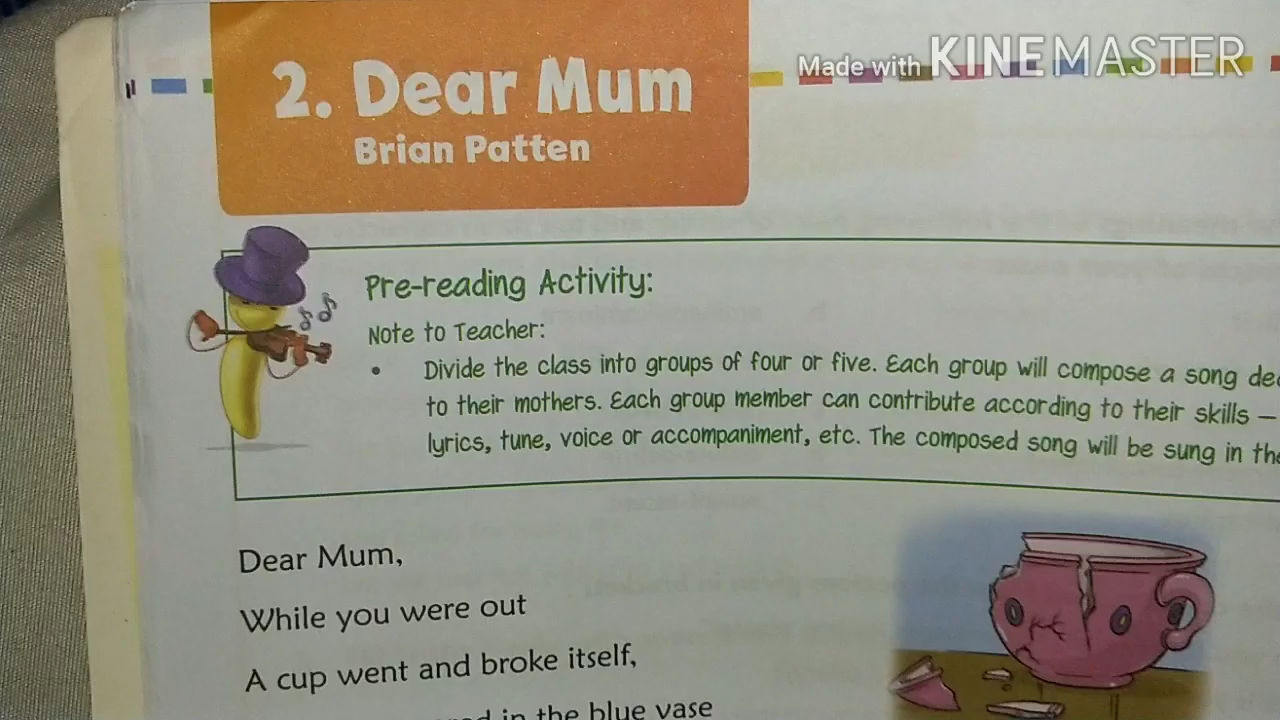 Made with KINEMASTER
2. Dear Mum
Brian Patten
Pre-reading Activity:
Note to Teacher:
• Divide the class into groups of four or five. Each group will compose a song
to their mothers. Each group member can contribute according to their skills —
lyrics, tune, voice or accompaniment, etc. The composed song will be sung in
Dear Mum,
While you were out
A cup went and broke itself,
in the blue vase